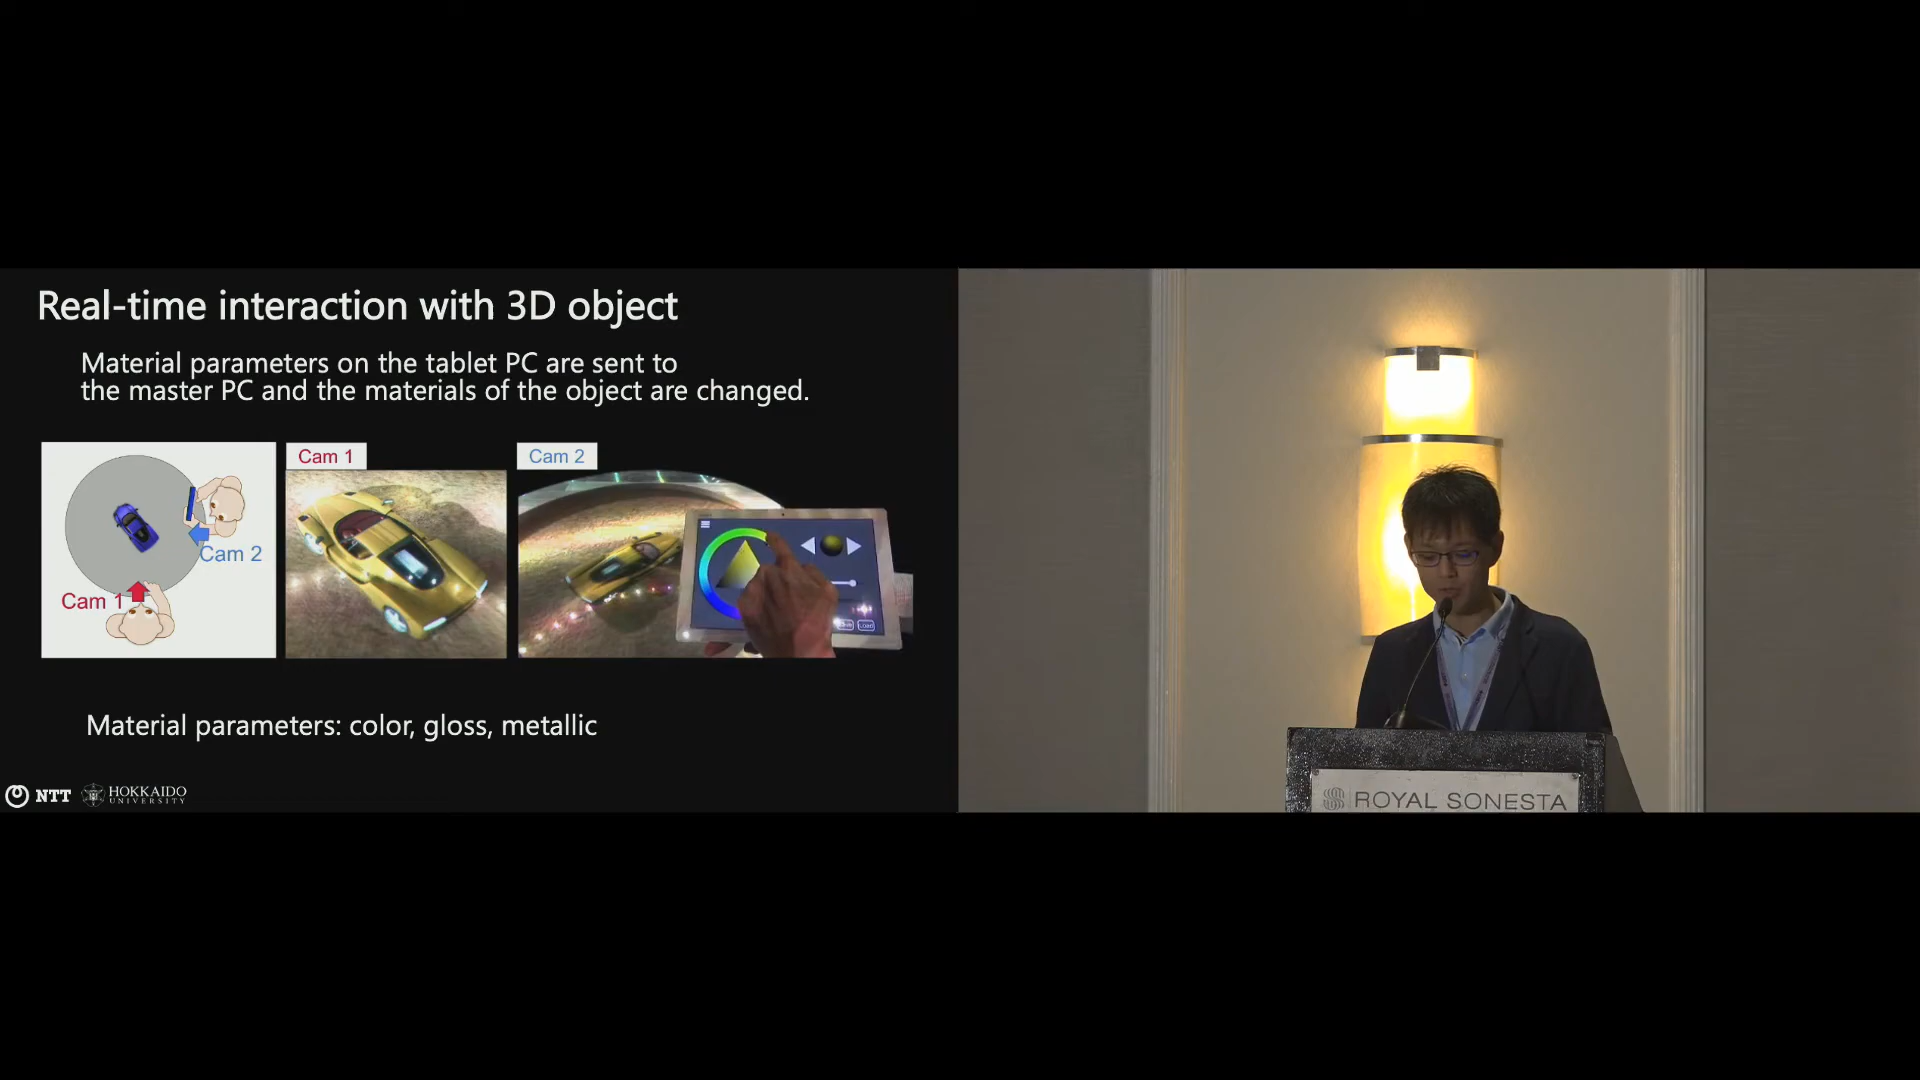 Real-time interaction with 3D object
Material parameters on the tablet PC are sent to
the master PC and the materials of the object are changed.
Cam 1
Cam 2
Cam 2
Cam 1
Load
Material parameters: color, gloss, metallic
NTT
HOKKAIDO
UNIVERSITY
ROYAL SONESTA